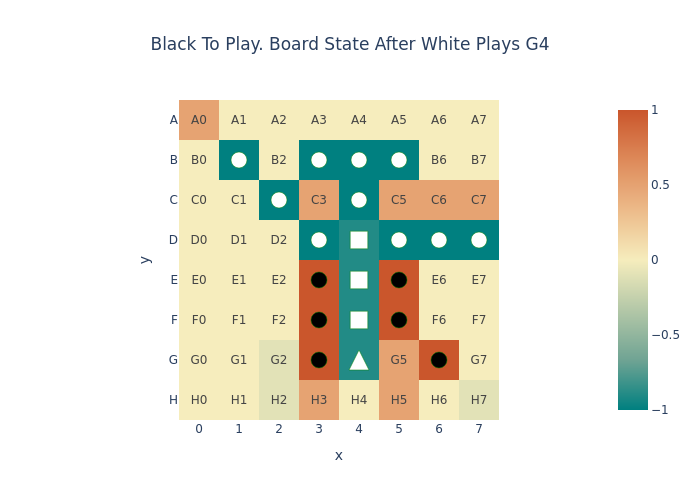 Black To Play. Board State After White Plays G4
A A0 A1 A2 A3 A4 A5 A6 A7
B B0 B2 B6 B7
C C0 C1 C3 C5 C6 C7
D D0 D1 D2
E E0 E1 E2 E6 E7
F F0 F1 F2 F6 F7
G G0 G1 G2 G5 G7
H H0 H1 H2 H3 H4 H5 H6 H7
0 1 2 3 4 5 6 7
x
y
1
0.5
0
−0.5
−1